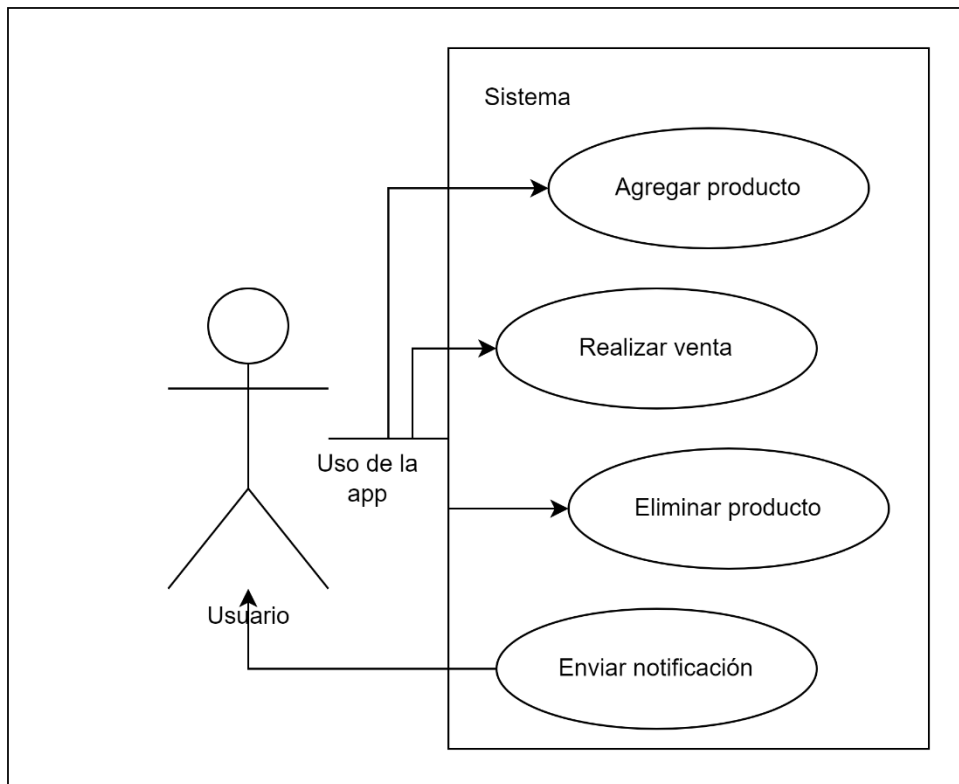 Sistema
Agregar producto
Realizar venta
Uso de la
app
Eliminar producto
Usuario
Enviar notificación